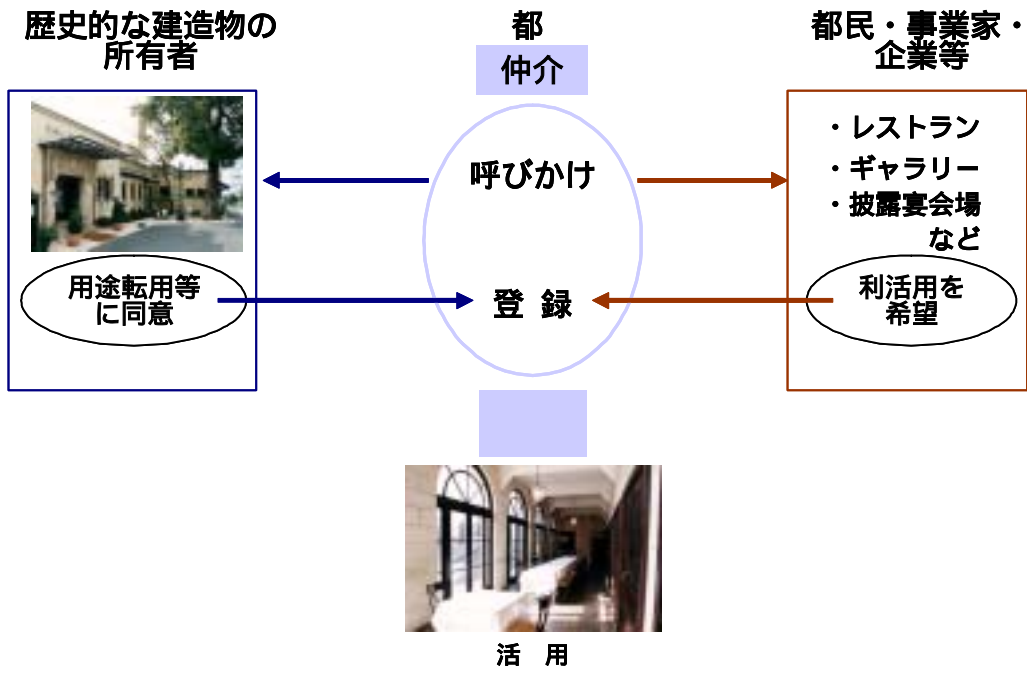 歴史的な建造物の
所有者
都
仲介
都民・事業家・
企業等
呼びかけ
・レストラン
・ギャラリー
・披露宴会場
など
用途転用等
に同意
登 録
利活用を
希望
活 用